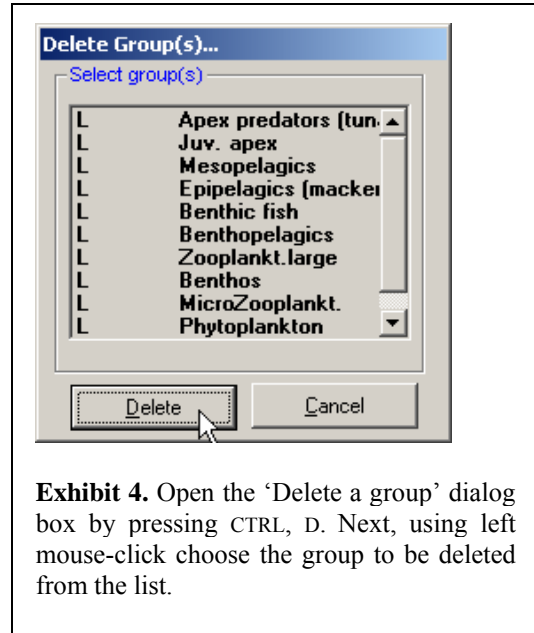 Delete Group(s)...
Select group(s)
L Apex predators (tun
L Juv. apex
L Mesopelagics
L Epipelagics (macker
L Benthic fish
L Benthopelagics
L Zooplankt.large
L Benthos
L MicroZooplankt.
L Phytoplankton
Delete Cancel
Exhibit 4. Open the ‘Delete a group’ dialog
box by pressing CTRL, D. Next, using left
mouse-click choose the group to be deleted
from the list.